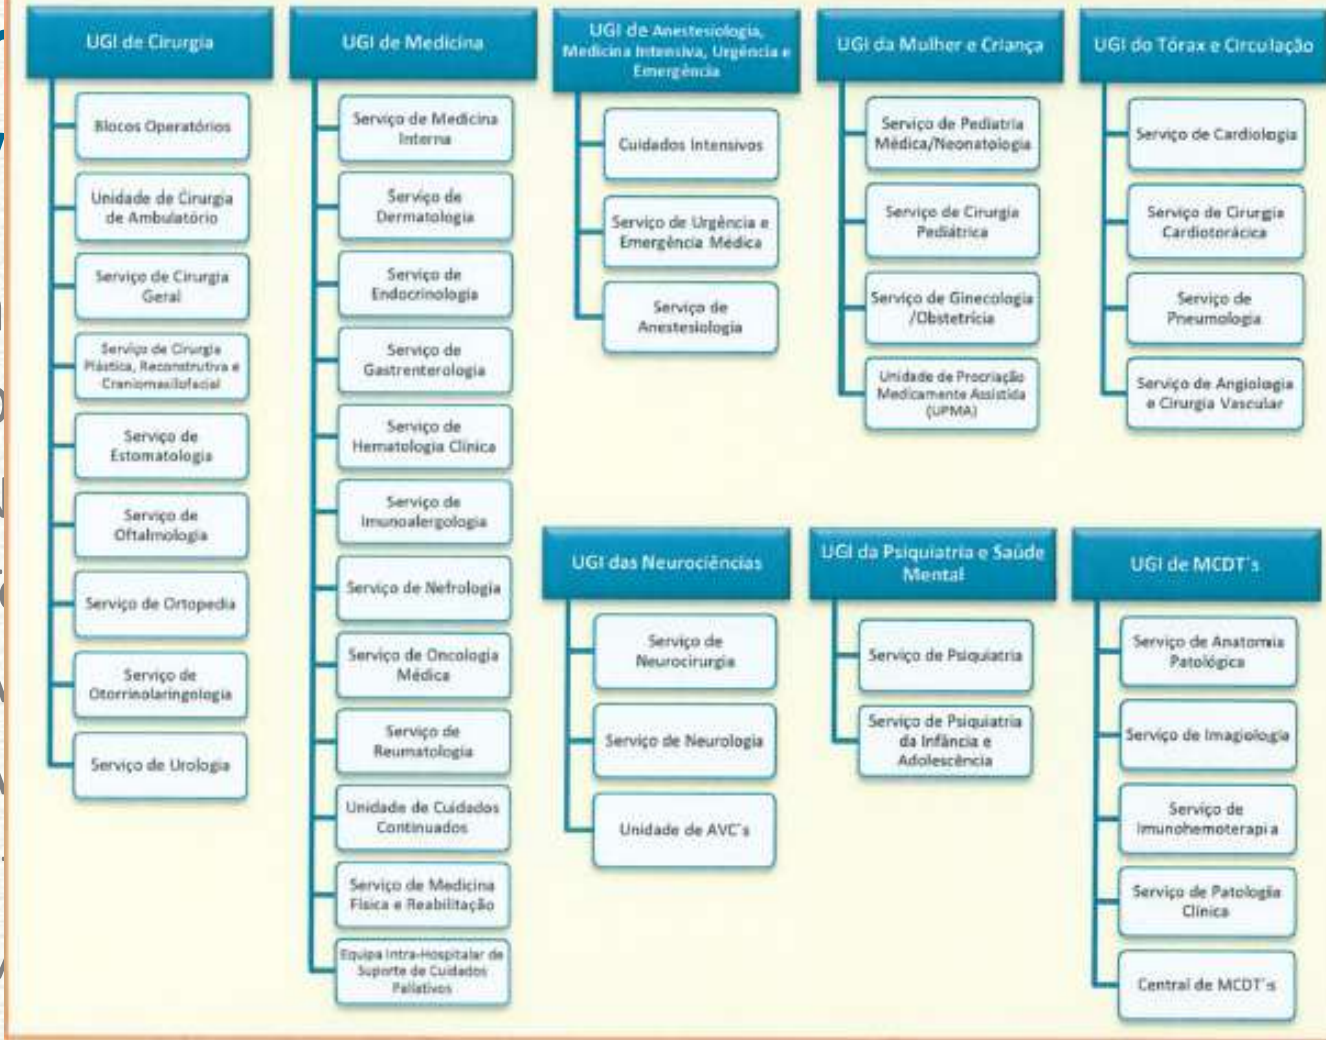 UGI de Cirurgia
Blocos Operatórios
Unidade de Cirurgia
de Ambulatório
Serviço de Cirurgia
Geral
Serviço de Cirurgia
Plástica, Reconstrutiva e
Craniomaxilofacial
Serviço de
Estomatologia
Serviço de
Oftalmologia
Serviço de Ortopedia
Serviço de
Otorrinolaringologia
Serviço de Urologia
UGI de Medicina
Serviço de Medicina
Interna
Serviço de
Dermatologia
Serviço de
Endocrinologia
Serviço de
Gastrenterologia
Serviço de
Hematologia Clínica
Serviço de
Imunoalergologia
Serviço de Nefrologia
Serviço de Oncologia
Médica
Serviço de
Reumatologia
Unidade de Cuidados
Continuados
Serviço de Medicina
Física e Reabilitação
Equipa Intra-Hospitalar de
Suporte de Cuidados
Paliativos
UGI de Anestesiologia,
Medicina Intensiva, Urgência e
Emergência
Cuidados Intensivos
Serviço de Urgência e
Emergência Médica
Serviço de
Anestesiologia
UGI da Mulher e Criança
Serviço de Pediatria
Médica/Neonatologia
Serviço de Cirurgia
Pediátrica
Serviço de Ginecologia
/Obstetrícia
Unidade de Procriação
Medicamente Assistida
(UPMA)
UGI do Tórax e Circulação
Serviço de Cardiologia
Serviço de Cirurgia
Cardiotorácica
Serviço de
Pneumologia
Serviço de Angiologia
e Cirurgia Vascular
UGI das Neurociências
Serviço de
Neurocirurgia
Serviço de Neurologia
Unidade de AVC´s
UGI da Psiquiatria e Saúde
Mental
Serviço de Psiquiatria
Serviço de Psiquiatria
da Infância e
Adolescência
UGI de MCDT´s
Serviço de Anatomia
Patológica
Serviço de Imagiologia
Serviço de
Imunohemoterapia
Serviço de Patologia
Clínica
Central de MCDT´s